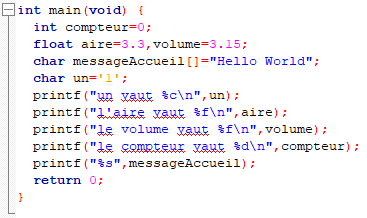 int main(void) {
int compteur=0;
float aire=3.3,volume=3.15;
char messageAccueil[]="Hello World";
char un='1';
printf("un vaut %c\n",un);
printf("l'aire vaut %f\n",aire);
printf("le volume vaut %f\n",volume);
printf("le compteur vaut %d\n",compteur);
printf("%s",messageAccueil);
return 0;
}